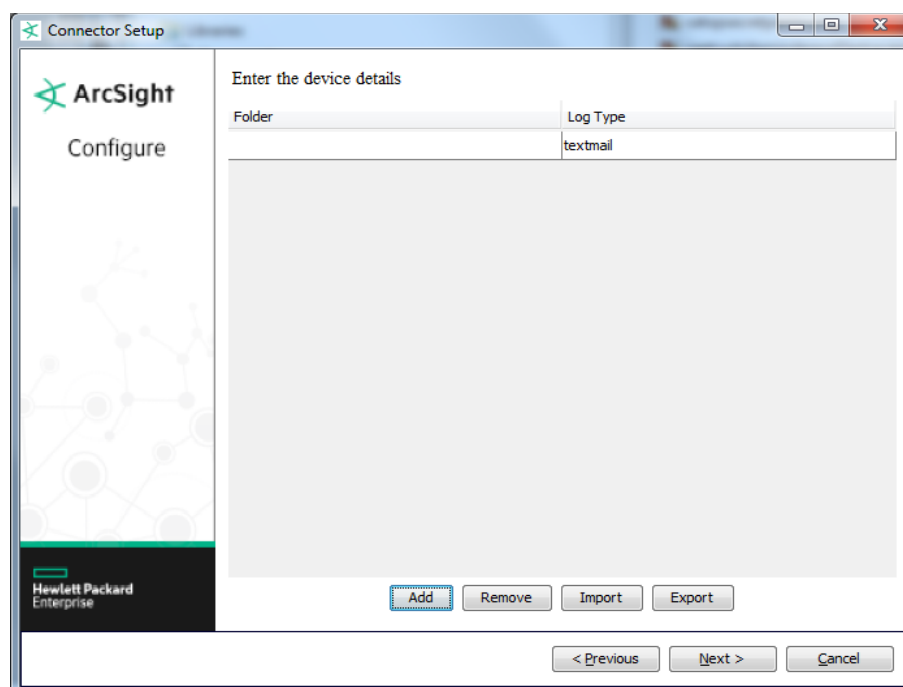 Connector Setup
ArcSight
Configure
Enter the device details
Folder Log Type
textmail
Add Remove Import Export
Hewlett Packard
Enterprise
< Previous Next > Cancel